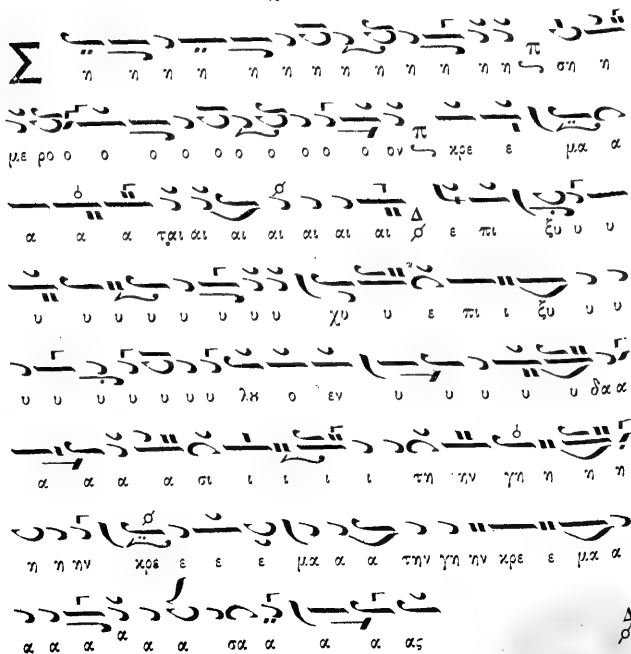 Σ η η η η η η η η η η η η η π ση η
με ρο ο ο ο ο ο ο ο ο ο ον π κρε ε μα α
α α α ται αι αι αι αι αι αι Δ ε πι ξυ υ υ
υ υ υ υ υ υ υ υ χυ υ ε πι ι ξυ υ υ
υ υ υ υ υ υ υ λȣ ο εν υ υ υ υ υ δα α
α α α α σι ι ι ι ι τη ην γη η η η
η η ην κρε ε ε ε μα α α την γη ην κρε ε μα α
α α α α α α σα α α α ας Δ